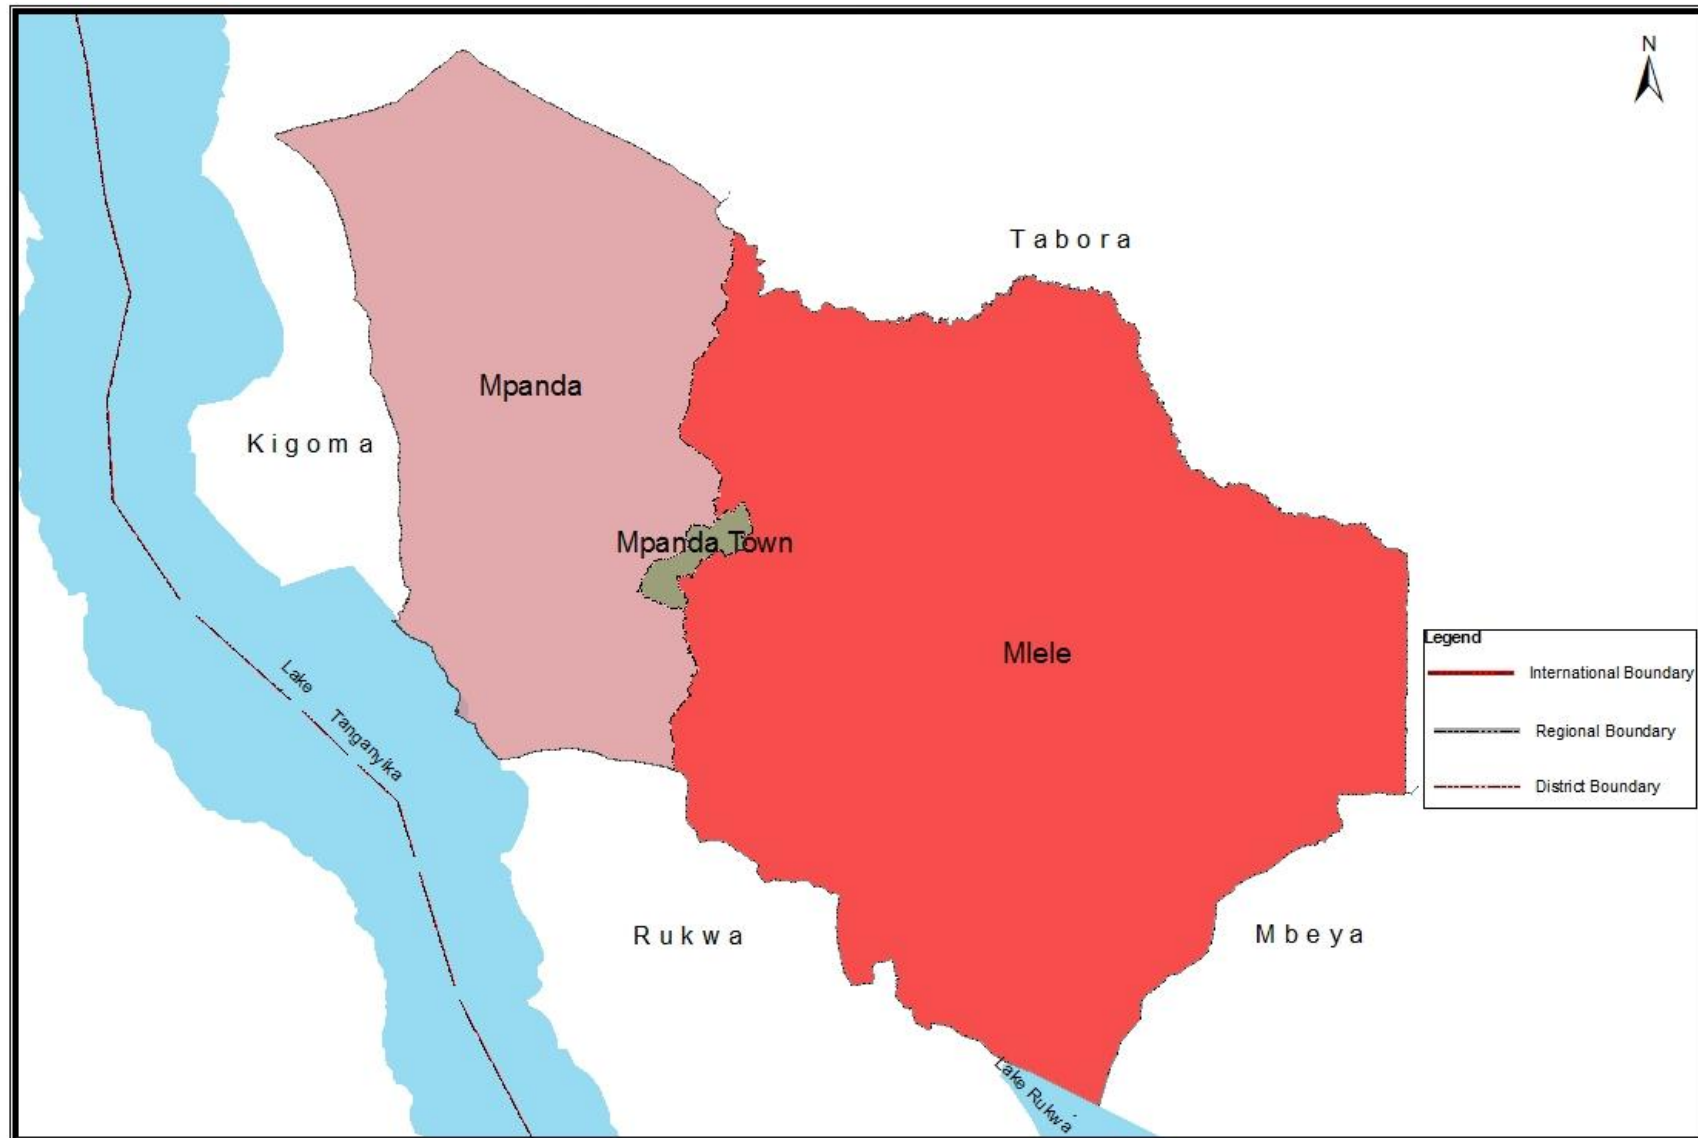 N
Tabora
Mpanda
Kigoma
Mpanda Town
Mlele
Legend
International Boundary
Regional Boundary
District Boundary
Lake
Tanganyika
Rukwa
Mbeya
Lake Rukwa